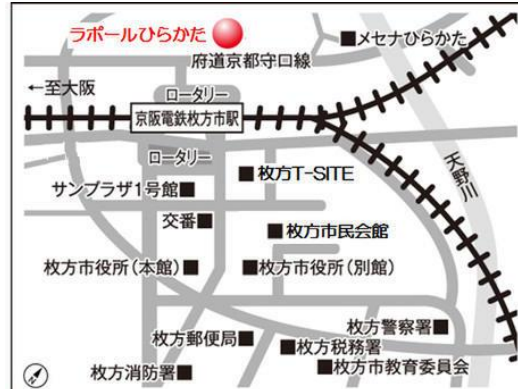 ラポールひらかた
メセナひらかた
府道京都守口線
←至大阪
ロータリー
京阪電鉄枚方市駅
ロータリー
天野川
枚方T-SITE
サンプラザ1号館
交番
枚方市民会館
枚方市役所(本館)
枚方市役所(別館)
枚方警察署
枚方郵便局
枚方税務署
枚方市教育委員会
枚方消防署